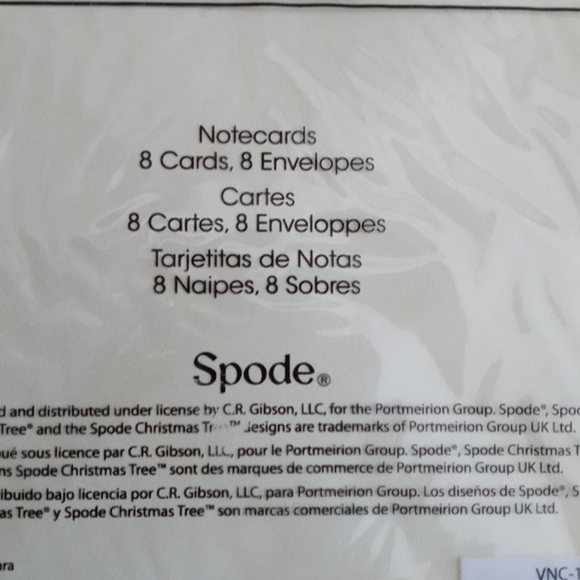 Notecards
8 Cards, 8 Envelopes
Cartes
8 Cartes, 8 Enveloppes
Tarjetitas de Notas
8 Naipes, 8 Sobres
Spode®
and distributed under license by C.R. Gibson, LLC, for the Portmeirion Group. Spode®,
Tree® and the Spode Christmas ™ designs are trademarks of Portmeirion Group UK Ltd.
sous licence par C.R. Gibson, LLC, pour le Portmeirion Group. Spode®, Spode Christmas
Spode Christmas Tree™ sont des marques de commerce de Portmeirion Group UK Ltd.
bajo licencia por C.R. Gibson, LLC, para Portmeirion Group. Los diseños de Spode®,
Tree® y Spode Christmas Tree™ son marcas comerciales de Portmeirion Group UK Ltd.